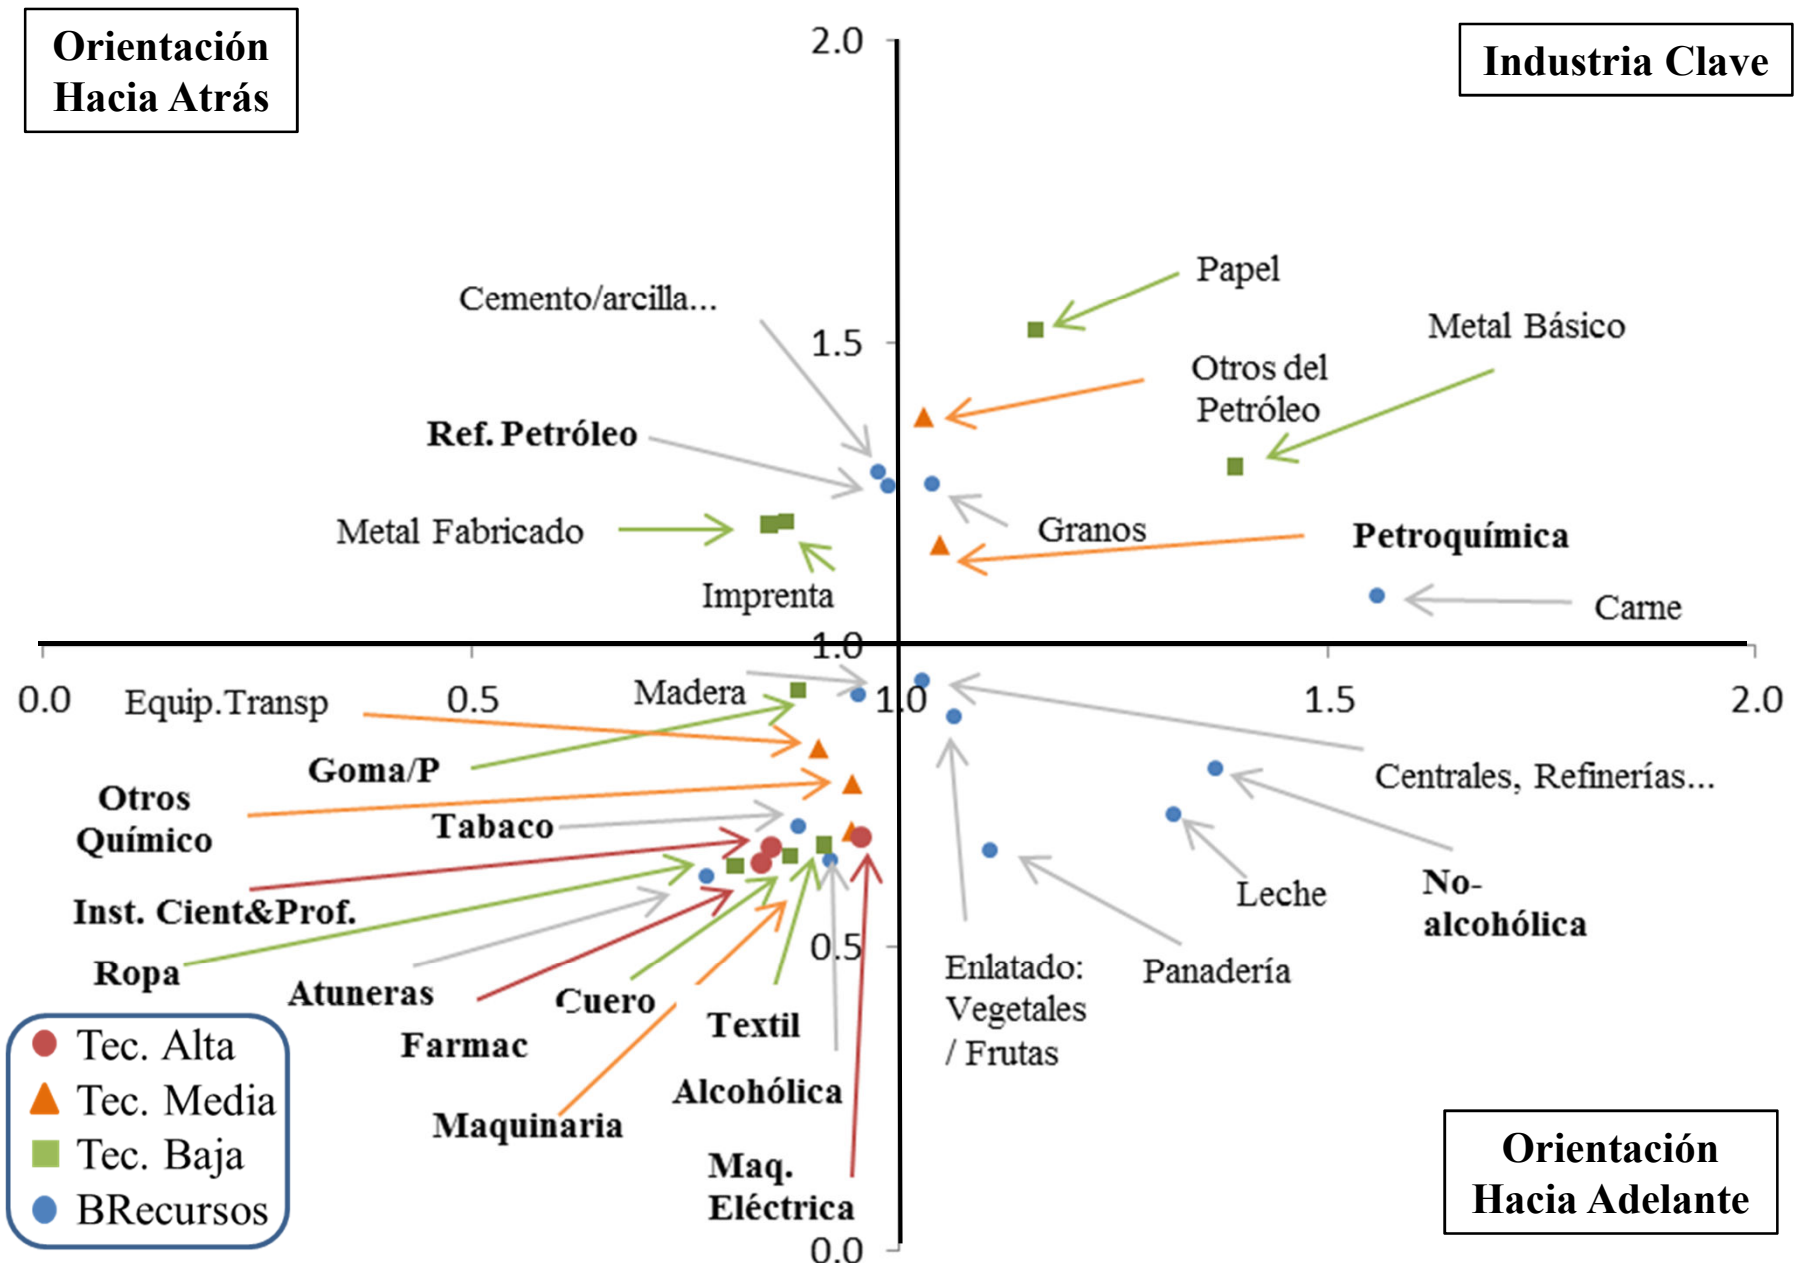 Orientación
Hacia Atrás
2.0
Industria Clave
Papel
Cemento/arcilla...
Metal Básico
1.5
Otros del
Petróleo
Ref. Petróleo
Metal Fabricado
Granos
Petroquímica
Imprenta
Carne
1.0
0.0
Equip.Transp
0.5
Madera
1.0
1.5
2.0
Goma/P
Centrales, Refinerías...
Otros
Químico
Tabaco
Leche
No-
alcohólica
Inst. Cient&Prof.
0.5
Ropa
Atuneras
Cuero
Enlatado:
Vegetales
/ Frutas
Panadería
Farmac
Textil
Alcohólica
Maquinaria
Maq.
Eléctrica
0.0
Tec. Alta
Tec. Media
Tec. Baja
BRecursos
Orientación
Hacia Adelante